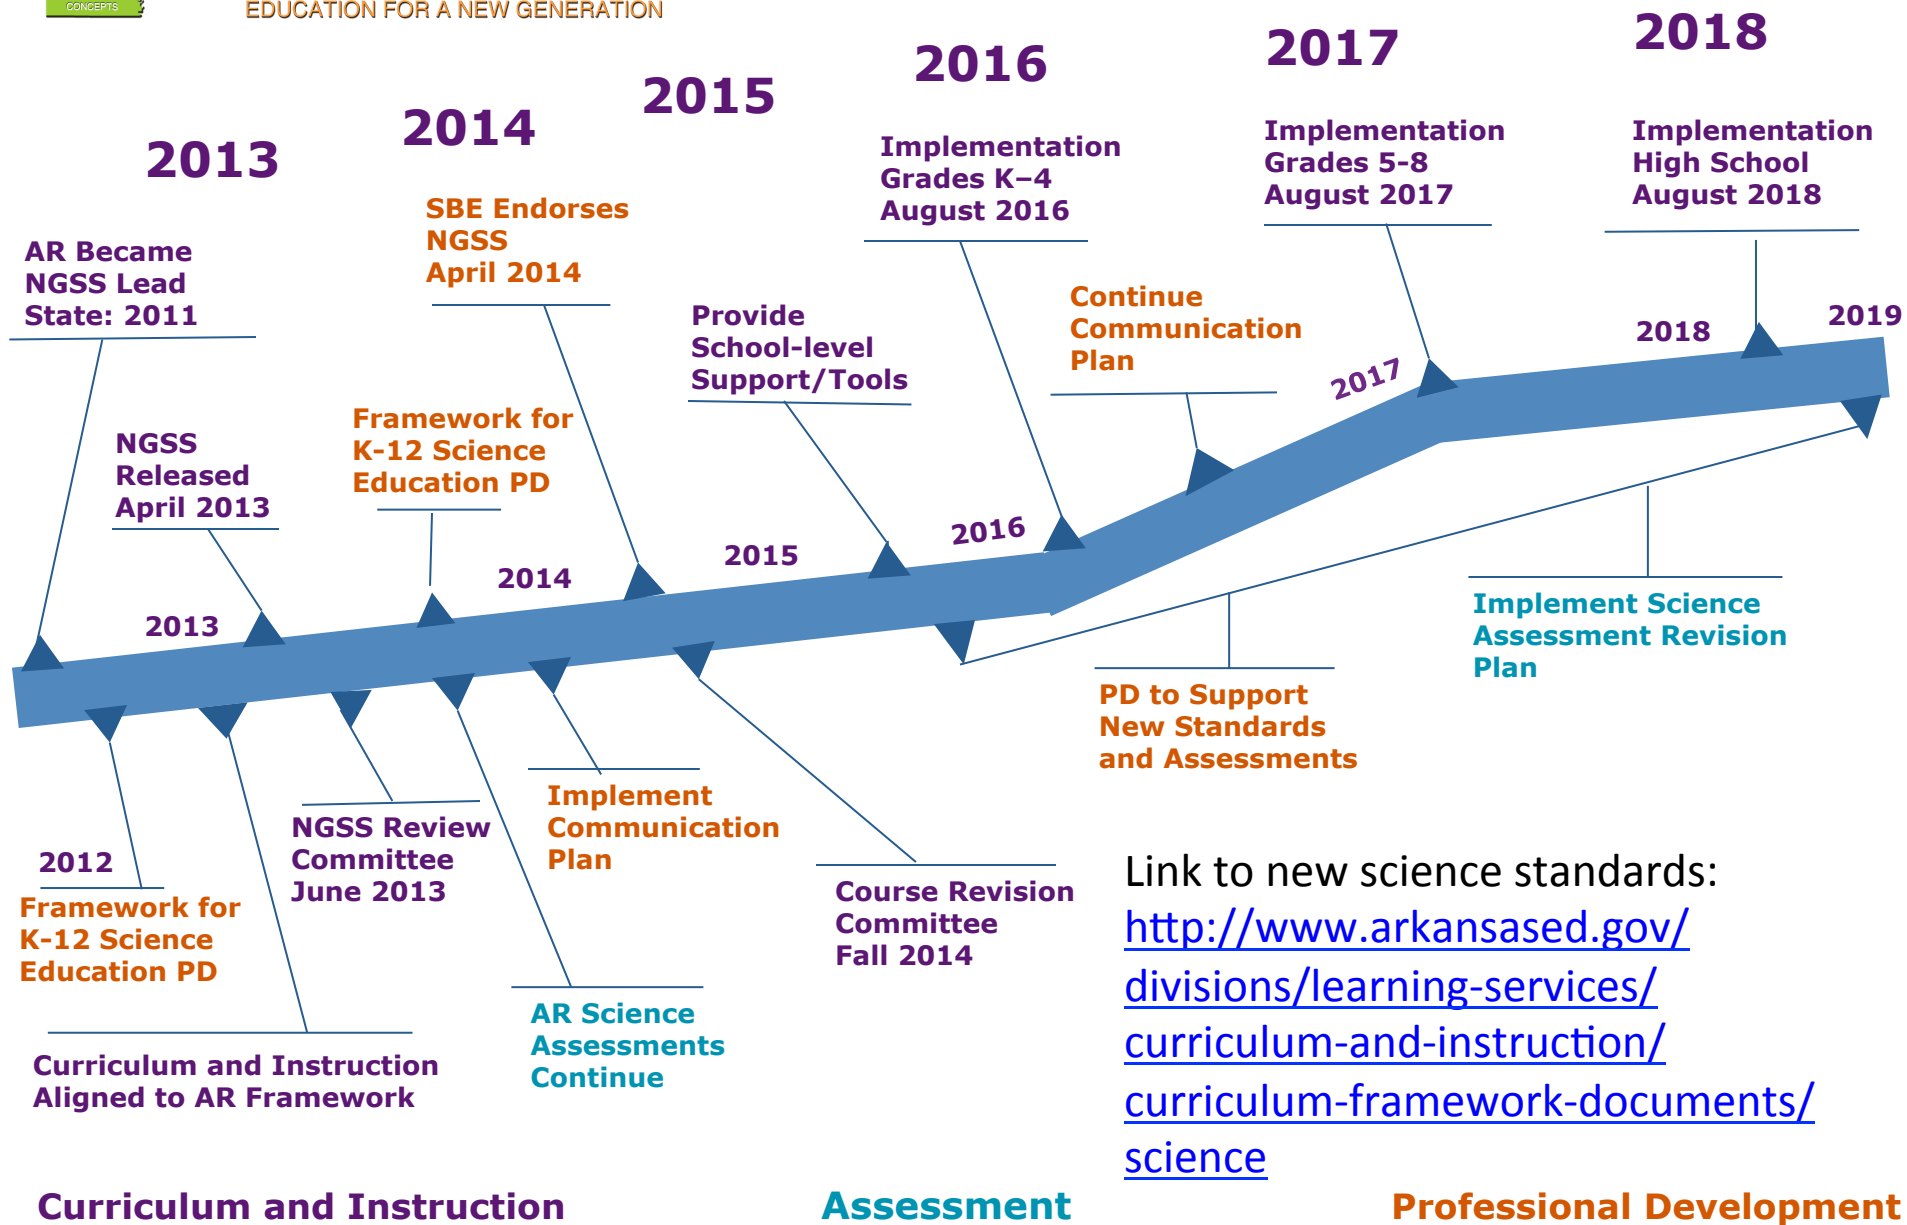 CONCEPTS
EDUCATION FOR A NEW GENERATION
2013
2014
2015
2016
2017
2018
AR Became
NGSS Lead
State: 2011
NGSS
Released
April 2013
Framework for
K-12 Science
Education PD
SBE Endorses
NGSS
April 2014
Provide
School-level
Support/Tools
Implementation
Grades K–4
August 2016
Continue
Communication
Plan
Implementation
Grades 5-8
August 2017
Implementation
High School
August 2018
2013
2014
2015
2016
2017
2018
2019
2012
Framework for
K-12 Science
Education PD
Curriculum and Instruction
Aligned to AR Framework
NGSS Review
Committee
June 2013
AR Science
Assessments
Continue
Implement
Communication
Plan
Course Revision
Committee
Fall 2014
PD to Support
New Standards
and Assessments
Implement Science
Assessment Revision
Plan
Link to new science standards:
http://www.arkansased.gov/
divisions/learning-services/
curriculum-and-instruction/
curriculum-framework-documents/
science
Curriculum and Instruction
Assessment
Professional Development